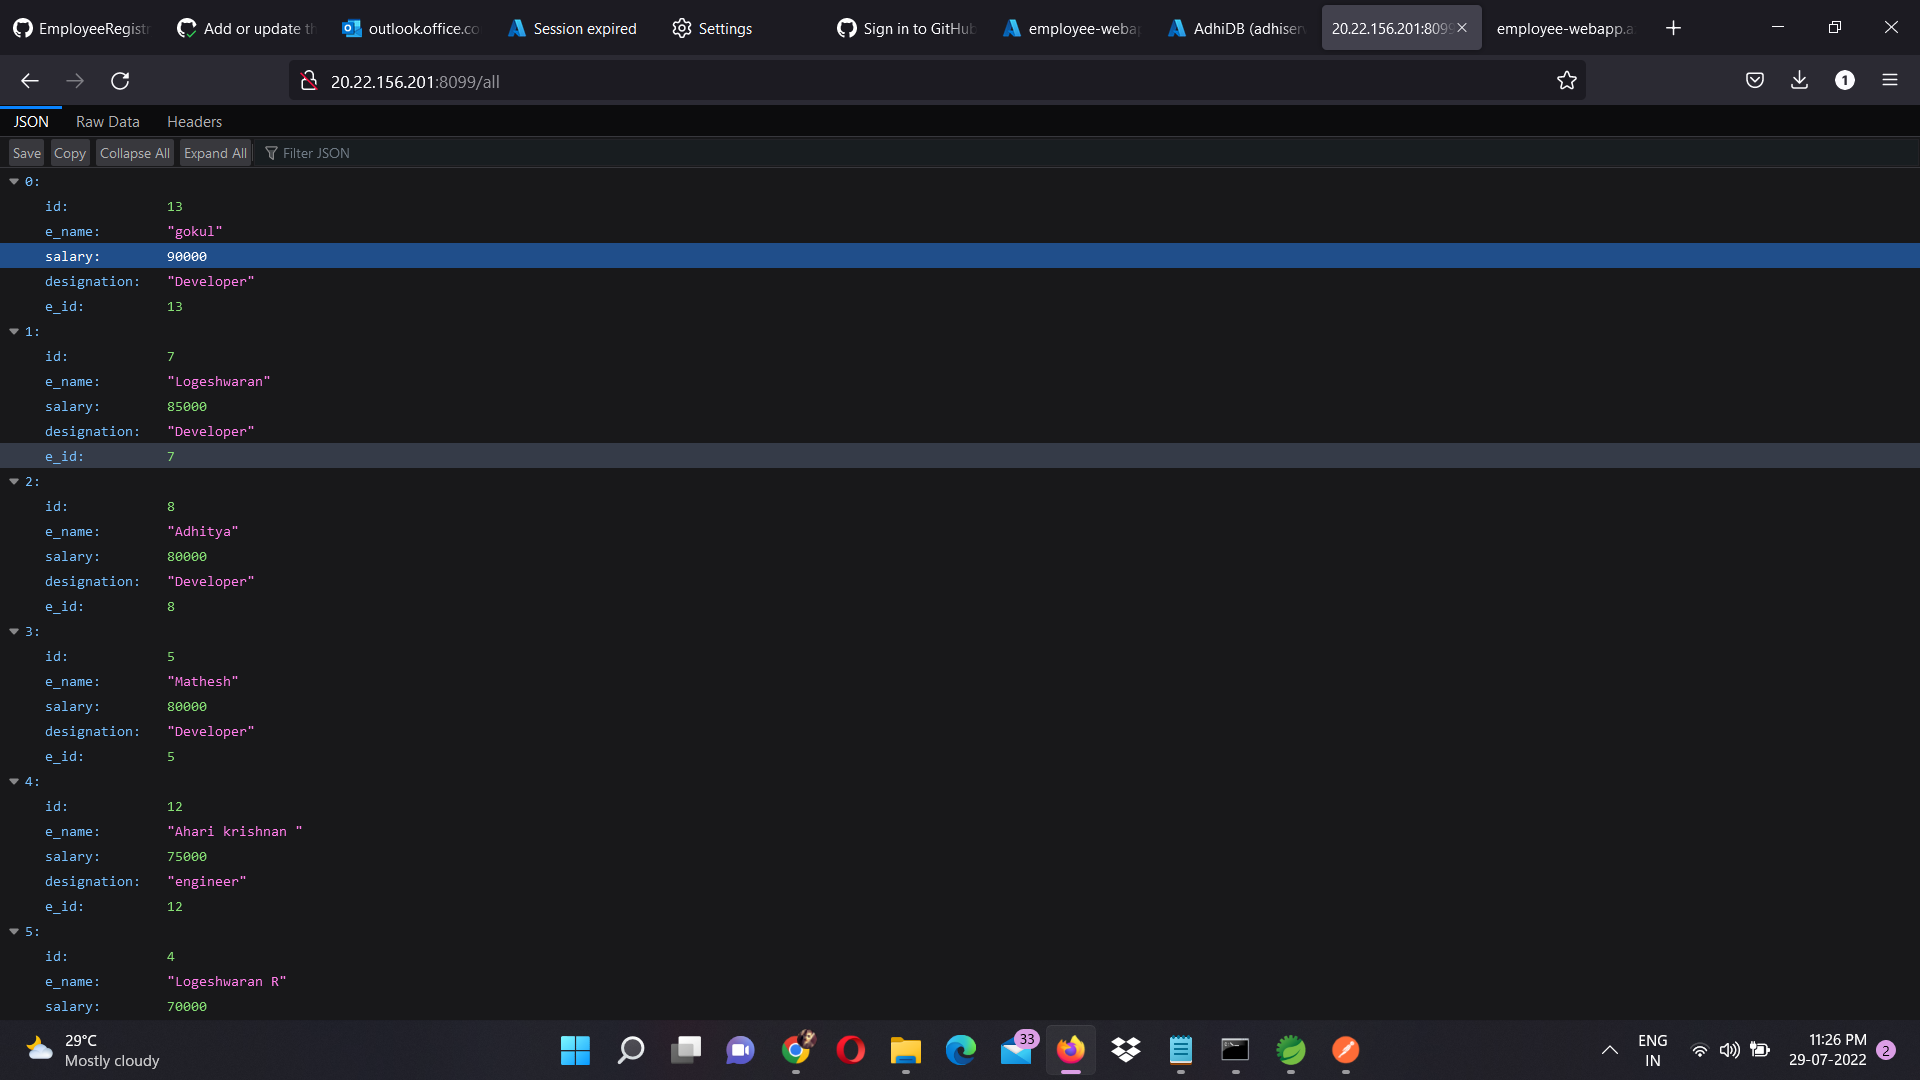 EmployeeRegistr
Add or update th
outlook.office.co
Session expired
Settings
Sign in to GitHub
employee-webap
AdhiDB (adhiserv
20.22.156.201:8099
employee-webapp.a
20.22.156.201:8099/all
1
JSON Raw Data Headers
Save Copy Collapse All Expand All Filter JSON
0:
id: 13
e_name: "gokul"
salary: 90000
designation: "Developer"
e_id: 13
1:
id: 7
e_name: "Logeshwaran"
salary: 85000
designation: "Developer"
e_id: 7
2:
id: 8
e_name: "Adhitya"
salary: 80000
designation: "Developer"
e_id: 8
3:
id: 5
e_name: "Mathesh"
salary: 80000
designation: "Developer"
e_id: 5
4:
id: 12
e_name: "Ahari krishnan "
salary: 75000
designation: "engineer"
e_id: 12
5:
id: 4
e_name: "Logeshwaran R"
salary: 70000
29°C
Mostly cloudy
33
ENG
IN
11:26 PM
29-07-2022
2